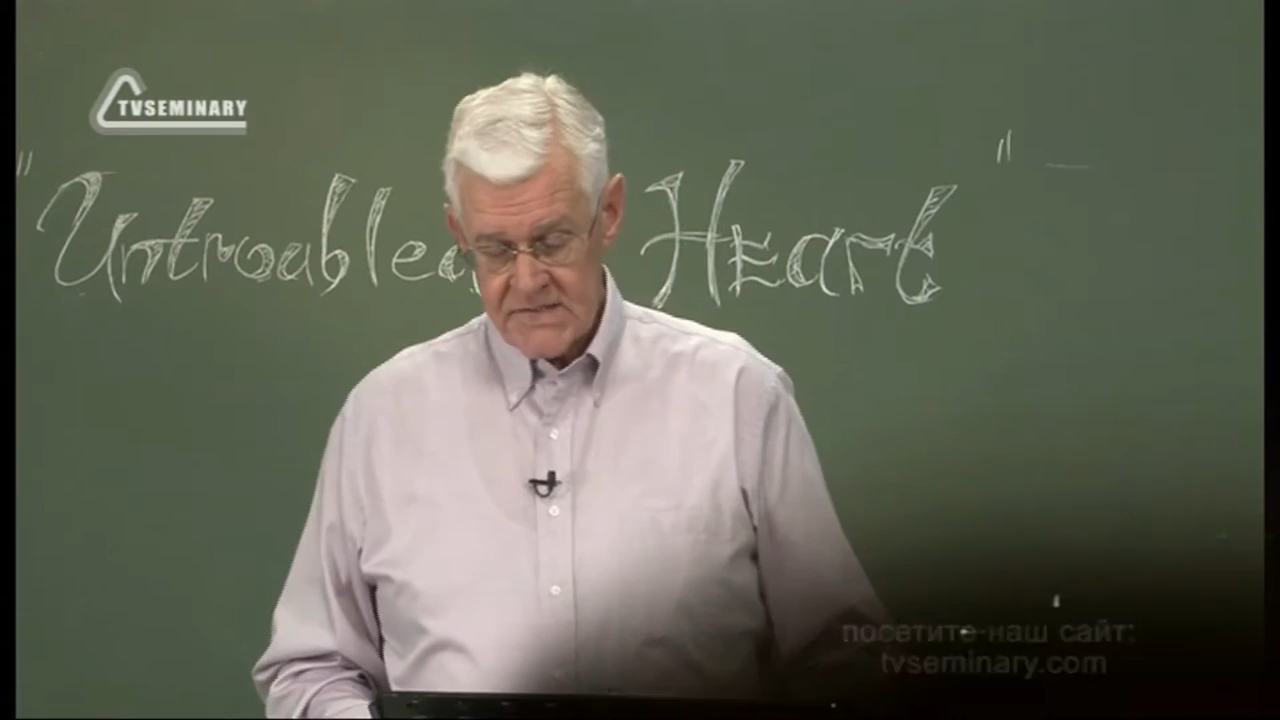 TVSEMINARY
"Untroubled Heart" –
посетите наш сайт:
tvseminary.com